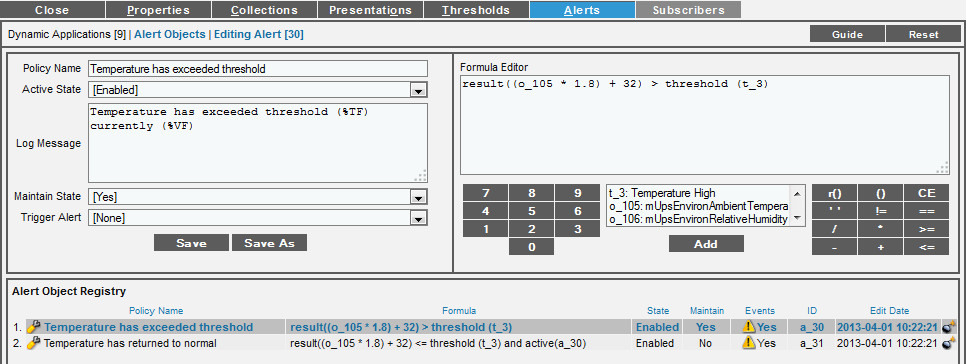 Close Properties Collections Presentations Thresholds Alerts Subscribers
Dynamic Applications [9] | Alert Objects | Editing Alert [30] Guide Reset
Policy Name Temperature has exceeded threshold
Active State [Enabled]
Log Message Temperature has exceeded threshold (%TF)
currently (%VF)
Maintain State [Yes]
Trigger Alert [None]
Save Save As
Formula Editor
result((o_105 * 1.8) + 32) > threshold (t_3)
7 8 9
4 5 6
1 2 3
0
t_3: Temperature High
o_105: mUpsEnvironAmbientTempera
o_106: mUpsEnvironRelativeHumidity
Add
r() () CE
' ' != ==
/ * >=
- + <=
Alert Object Registry
Policy Name Formula State Maintain Events ID Edit Date
1. Temperature has exceeded threshold result((o_105 * 1.8) + 32) > threshold (t_3) Enabled Yes Yes a_30 2013-04-01 10:22:21
2. Temperature has returned to normal result((o_105 * 1.8) + 32) <= threshold (t_3) and active(a_30) Enabled No Yes a_31 2013-04-01 10:22:21